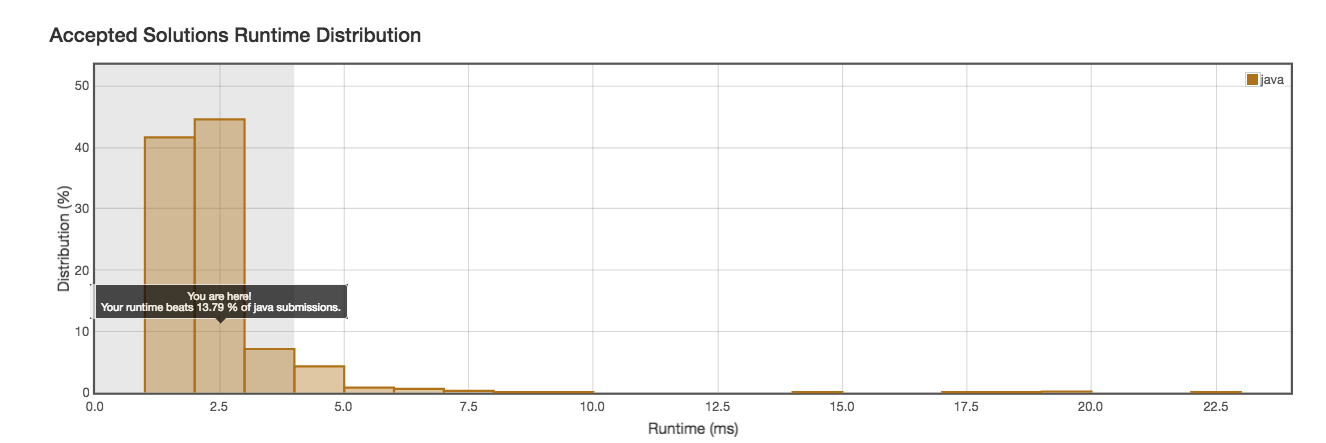 Accepted Solutions Runtime Distribution
java
Distribution (%)
50
40
30
20
10
0
You are here!
Your runtime beats 13.79 % of java submissions.
0.0 2.5 5.0 7.5 10.0 12.5 15.0 17.5 20.0 22.5
Runtime (ms)